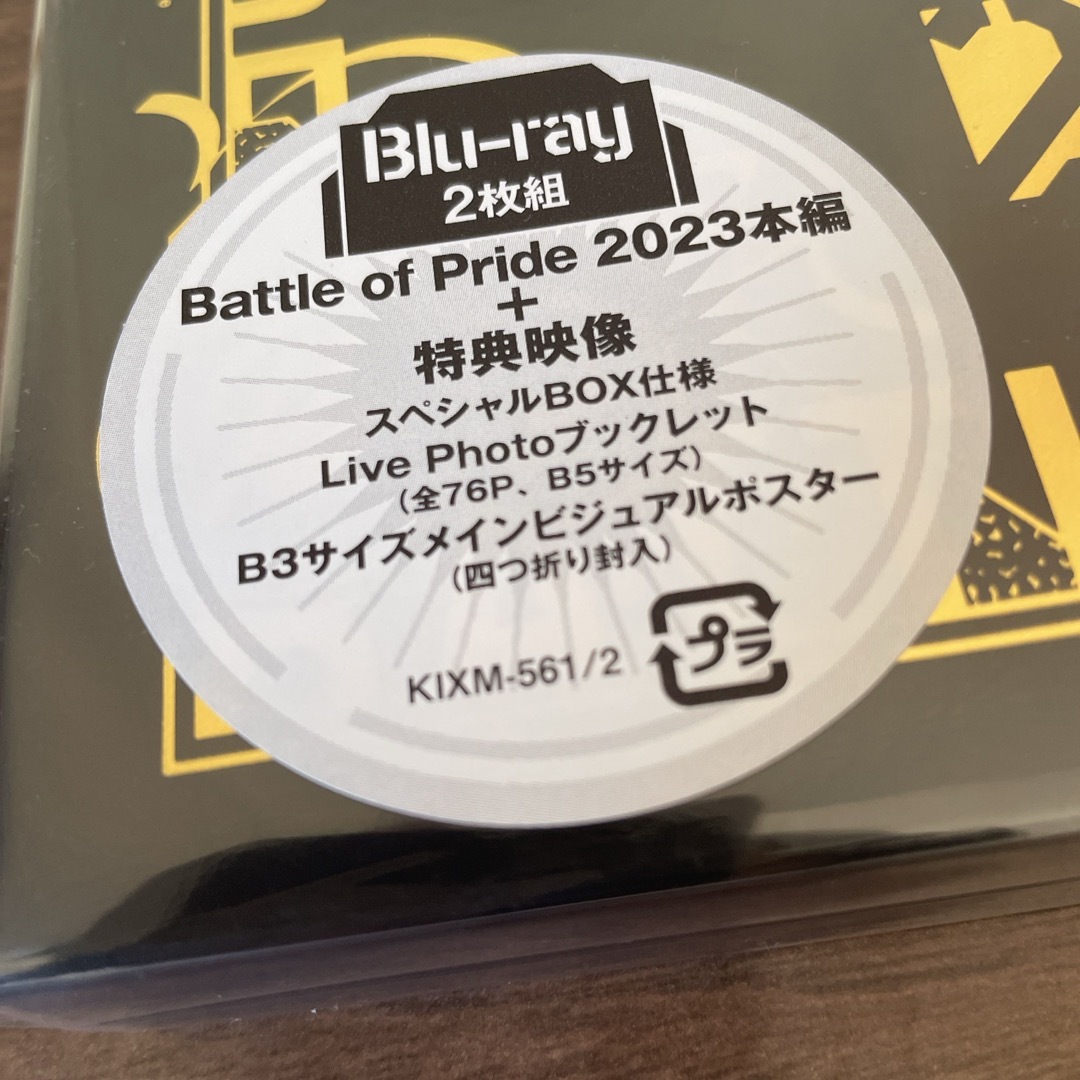 Blu-ray
2枚組
Battle of Pride 2023本編
+
特典映像
スペシャルBOX仕様
Live Photoブックレット
(全76P、B5サイズ)
B3サイズメインビジュアルポスター
(四つ折り封入)
KIXM-561/2
プラ